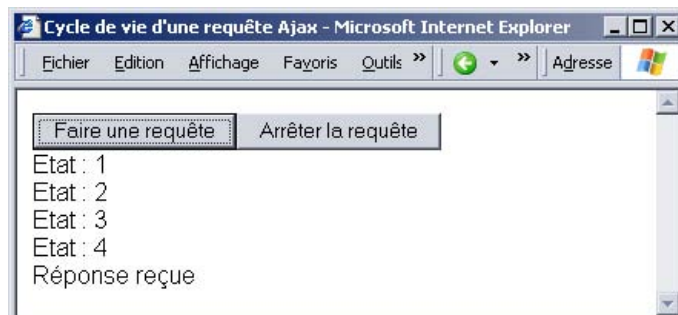 Cycle de vie d'une requête Ajax - Microsoft Internet Explorer
Fichier Edition Affichage Favoris Outils » » Adresse
Faire une requête Arrêter la requête
Etat : 1
Etat : 2
Etat : 3
Etat : 4
Réponse reçue